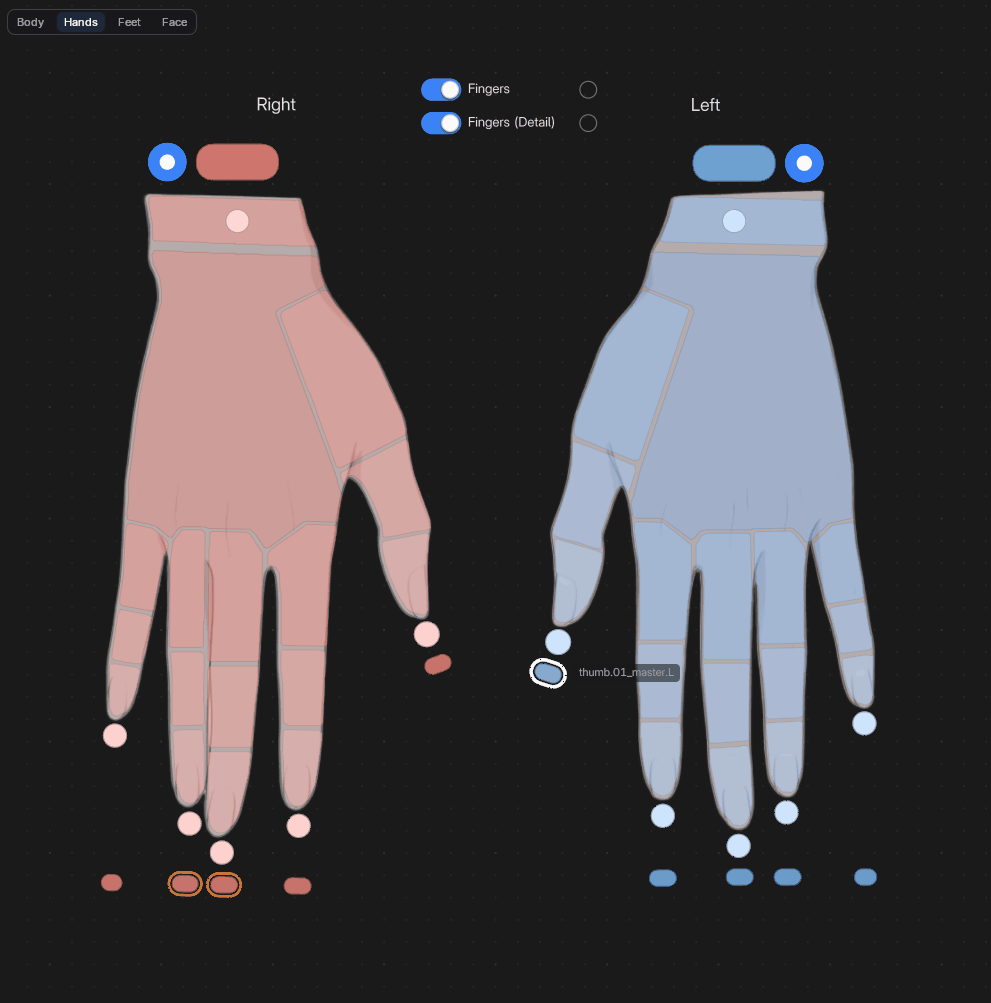 Body Hands Feet Face
Fingers
Right
Left
Fingers (Detail)
thumb.01_master.L